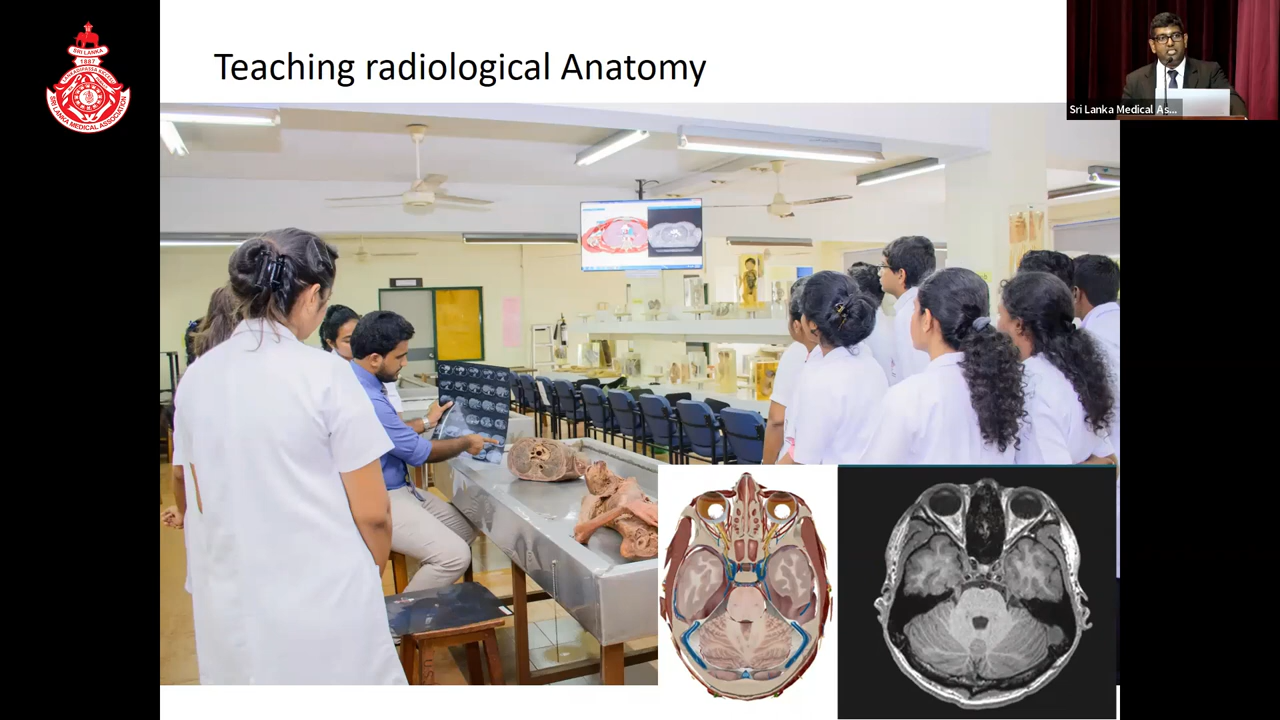 Teaching radiological Anatomy
SRI LANKA
1887
SRI LANKA MEDICAL ASSOCIATION
Sri Lanka Medical As...